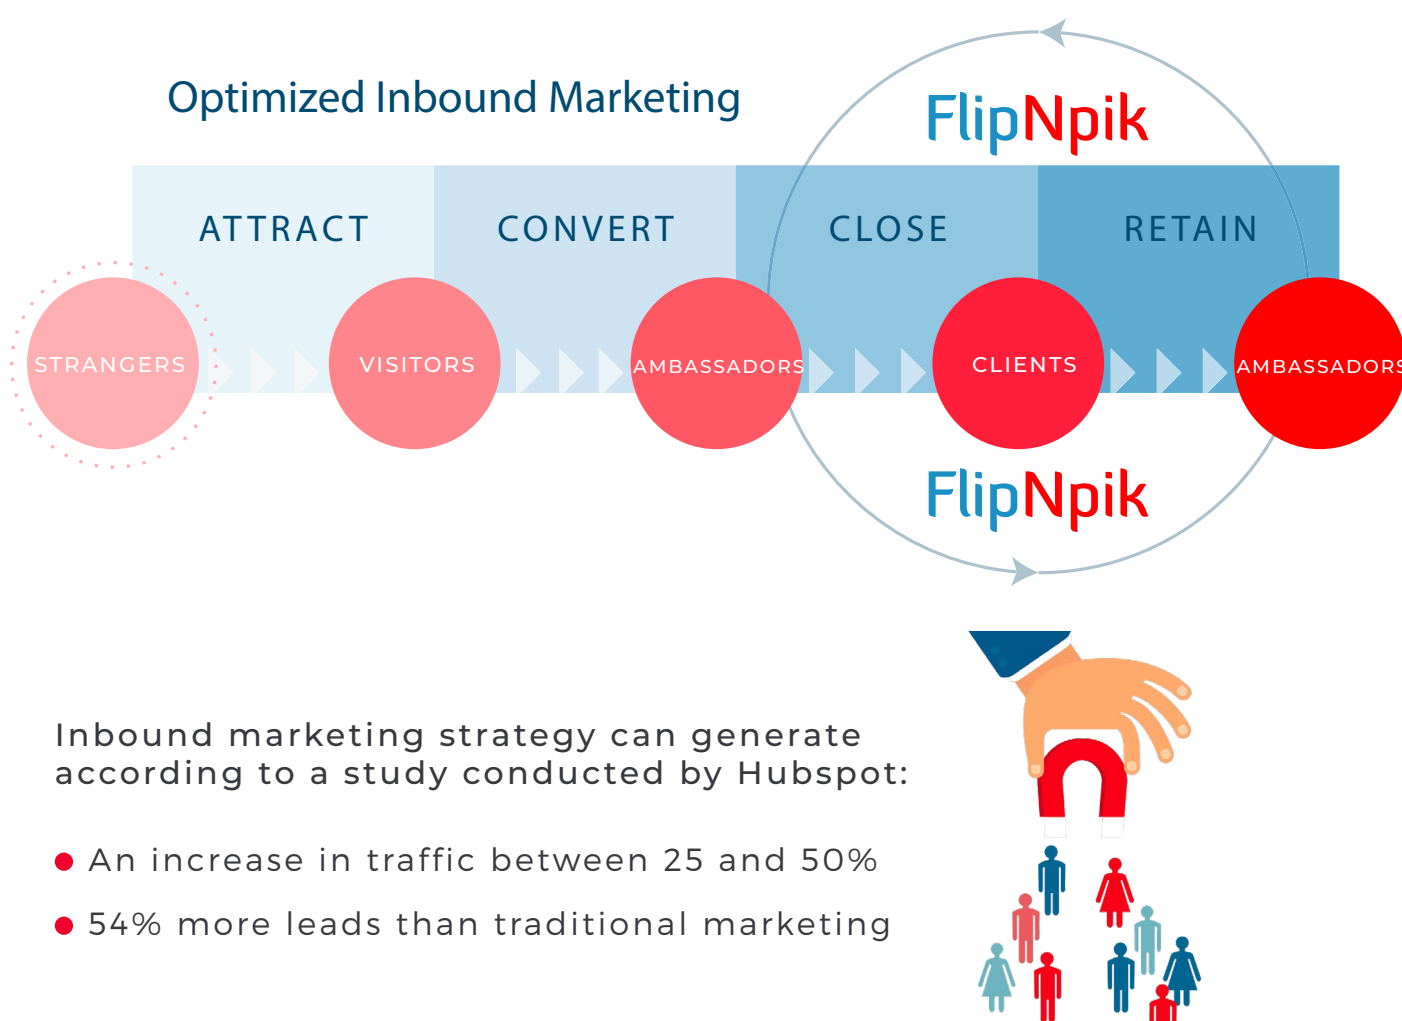 Optimized Inbound Marketing
FlipNpik
ATTRACT
CONVERT
CLOSE
RETAIN
STRANGERS
VISITORS
AMBASSADORS
CLIENTS
AMBASSADORS
FlipNpik
Inbound marketing strategy can generate
according to a study conducted by Hubspot:
An increase in traffic between 25 and 50%
54% more leads than traditional marketing